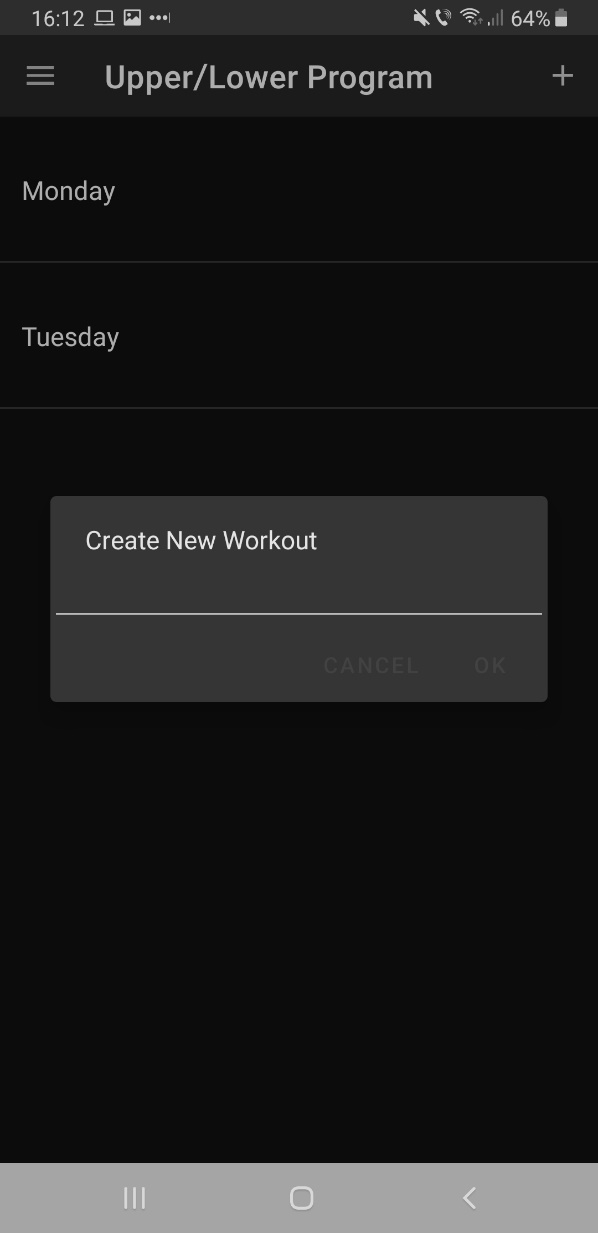 16:12 64%
Upper/Lower Program
Monday
Tuesday
Create New Workout
CANCEL OK